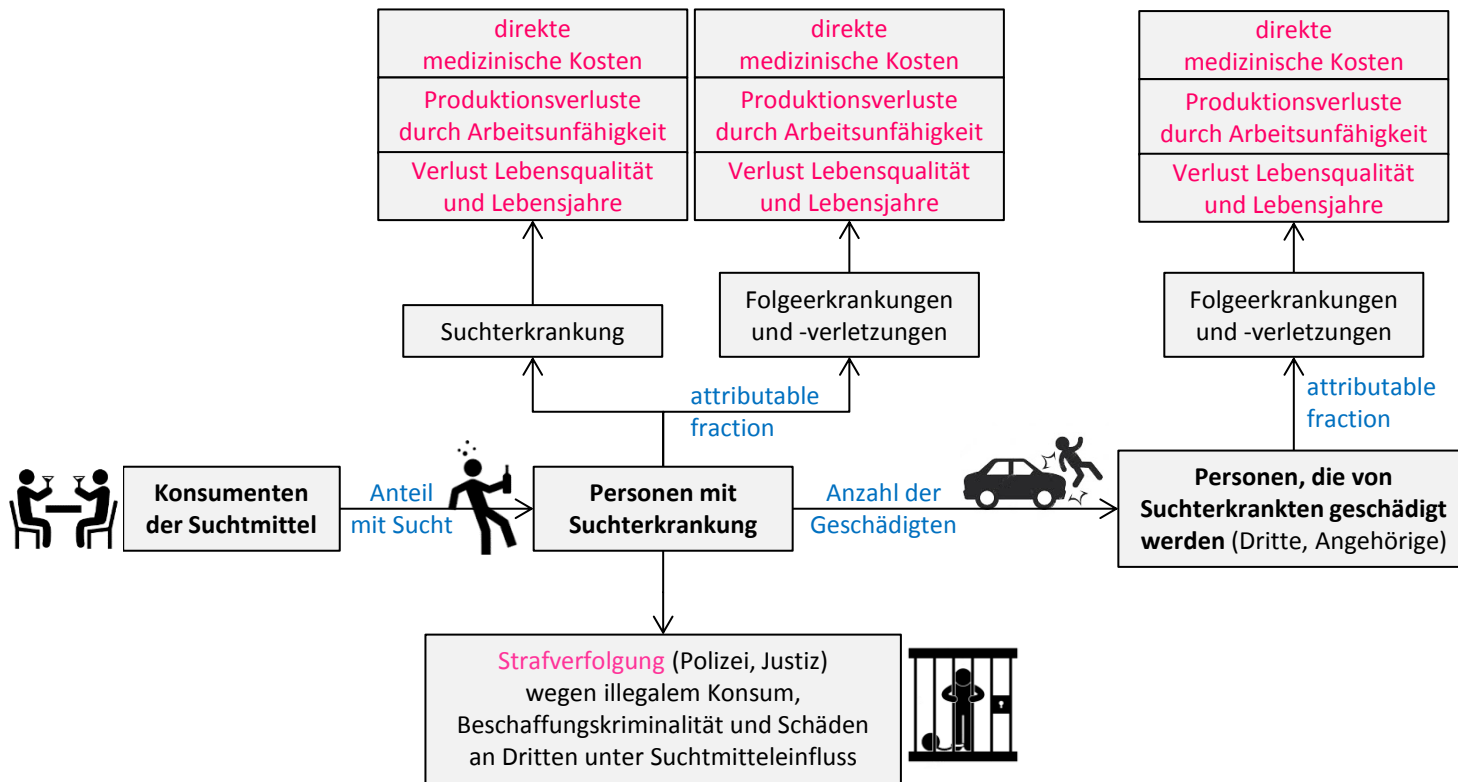 direkte
medizinische Kosten
Produktionsverluste
durch Arbeitsunfähigkeit
Verlust Lebensqualität
und Lebensjahre
direkte
medizinische Kosten
Produktionsverluste
durch Arbeitsunfähigkeit
Verlust Lebensqualität
und Lebensjahre
direkte
medizinische Kosten
Produktionsverluste
durch Arbeitsunfähigkeit
Verlust Lebensqualität
und Lebensjahre
Suchterkrankung
Folgeerkrankungen
und -verletzungen
Folgeerkrankungen
und -verletzungen
attributable
fraction
attributable
fraction
Konsumenten
der Suchtmittel
Anteil
mit Sucht
Personen mit
Suchterkrankung
Anzahl der
Geschädigten
Personen, die von
Suchterkrankten geschädigt
werden (Dritte, Angehörige)
Strafverfolgung (Polizei, Justiz)
wegen illegalem Konsum,
Beschaffungskriminalität und Schäden
an Dritten unter Suchtmitteleinfluss